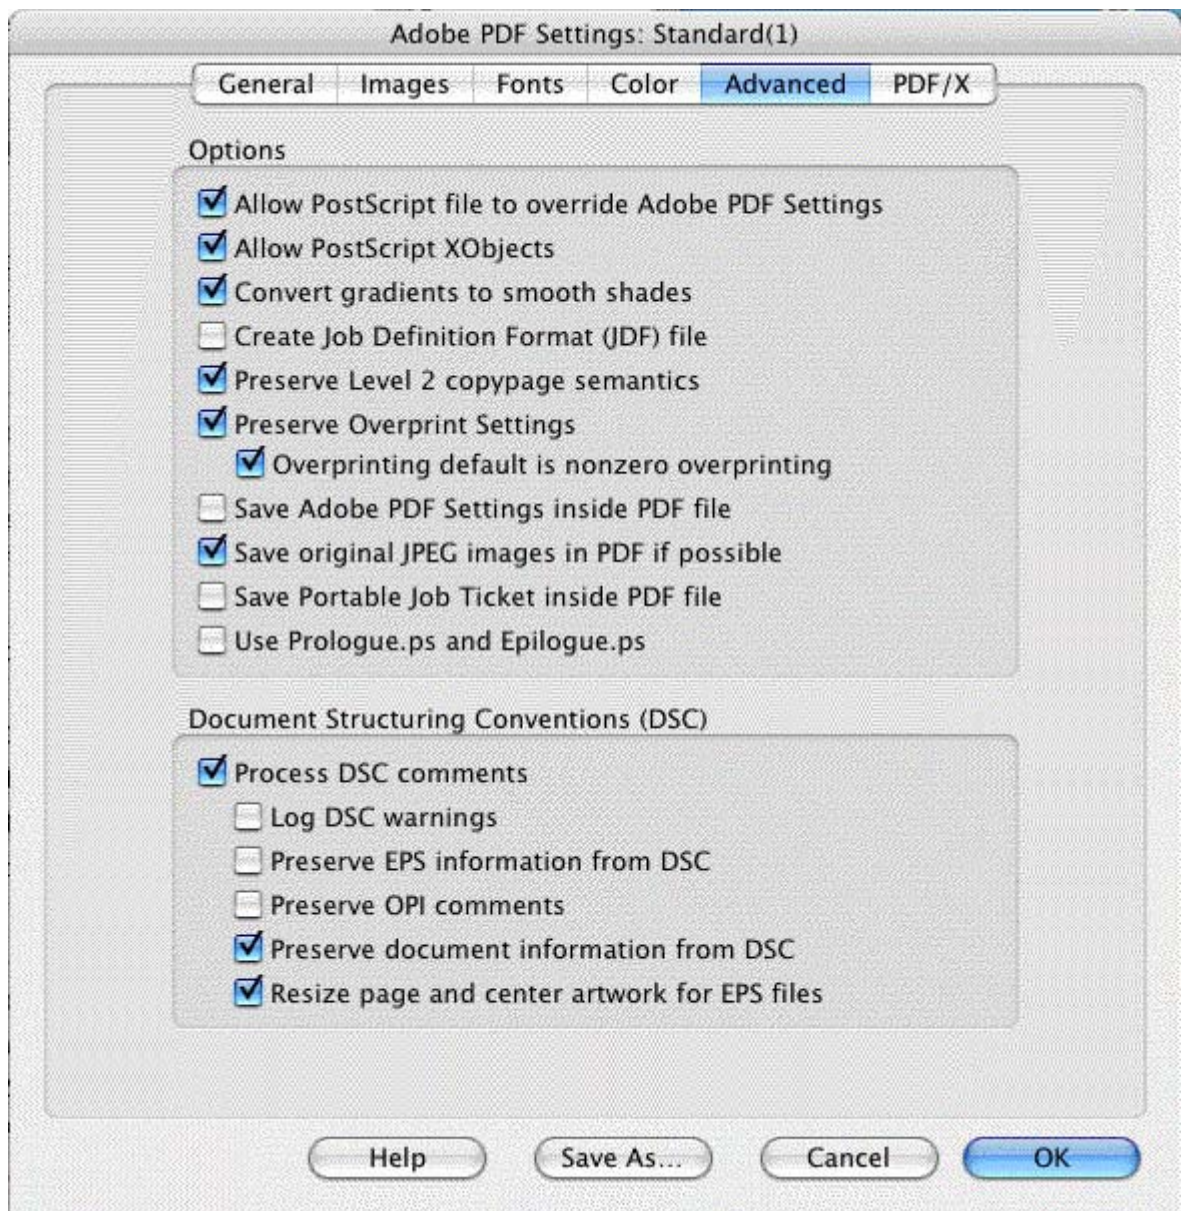 Adobe PDF Settings: Standard(1)
General Images Fonts Color Advanced PDF/X
Options
Allow PostScript file to override Adobe PDF Settings
Allow PostScript XObjects
Convert gradients to smooth shades
Create Job Definition Format (JDF) file
Preserve Level 2 copypage semantics
Preserve Overprint Settings
Overprinting default is nonzero overprinting
Save Adobe PDF Settings inside PDF file
Save original JPEG images in PDF if possible
Save Portable Job Ticket inside PDF file
Use Prologue.ps and Epilogue.ps
Document Structuring Conventions (DSC)
Process DSC comments
Log DSC warnings
Preserve EPS information from DSC
Preserve OPI comments
Preserve document information from DSC
Resize page and center artwork for EPS files
Help Save As... Cancel OK